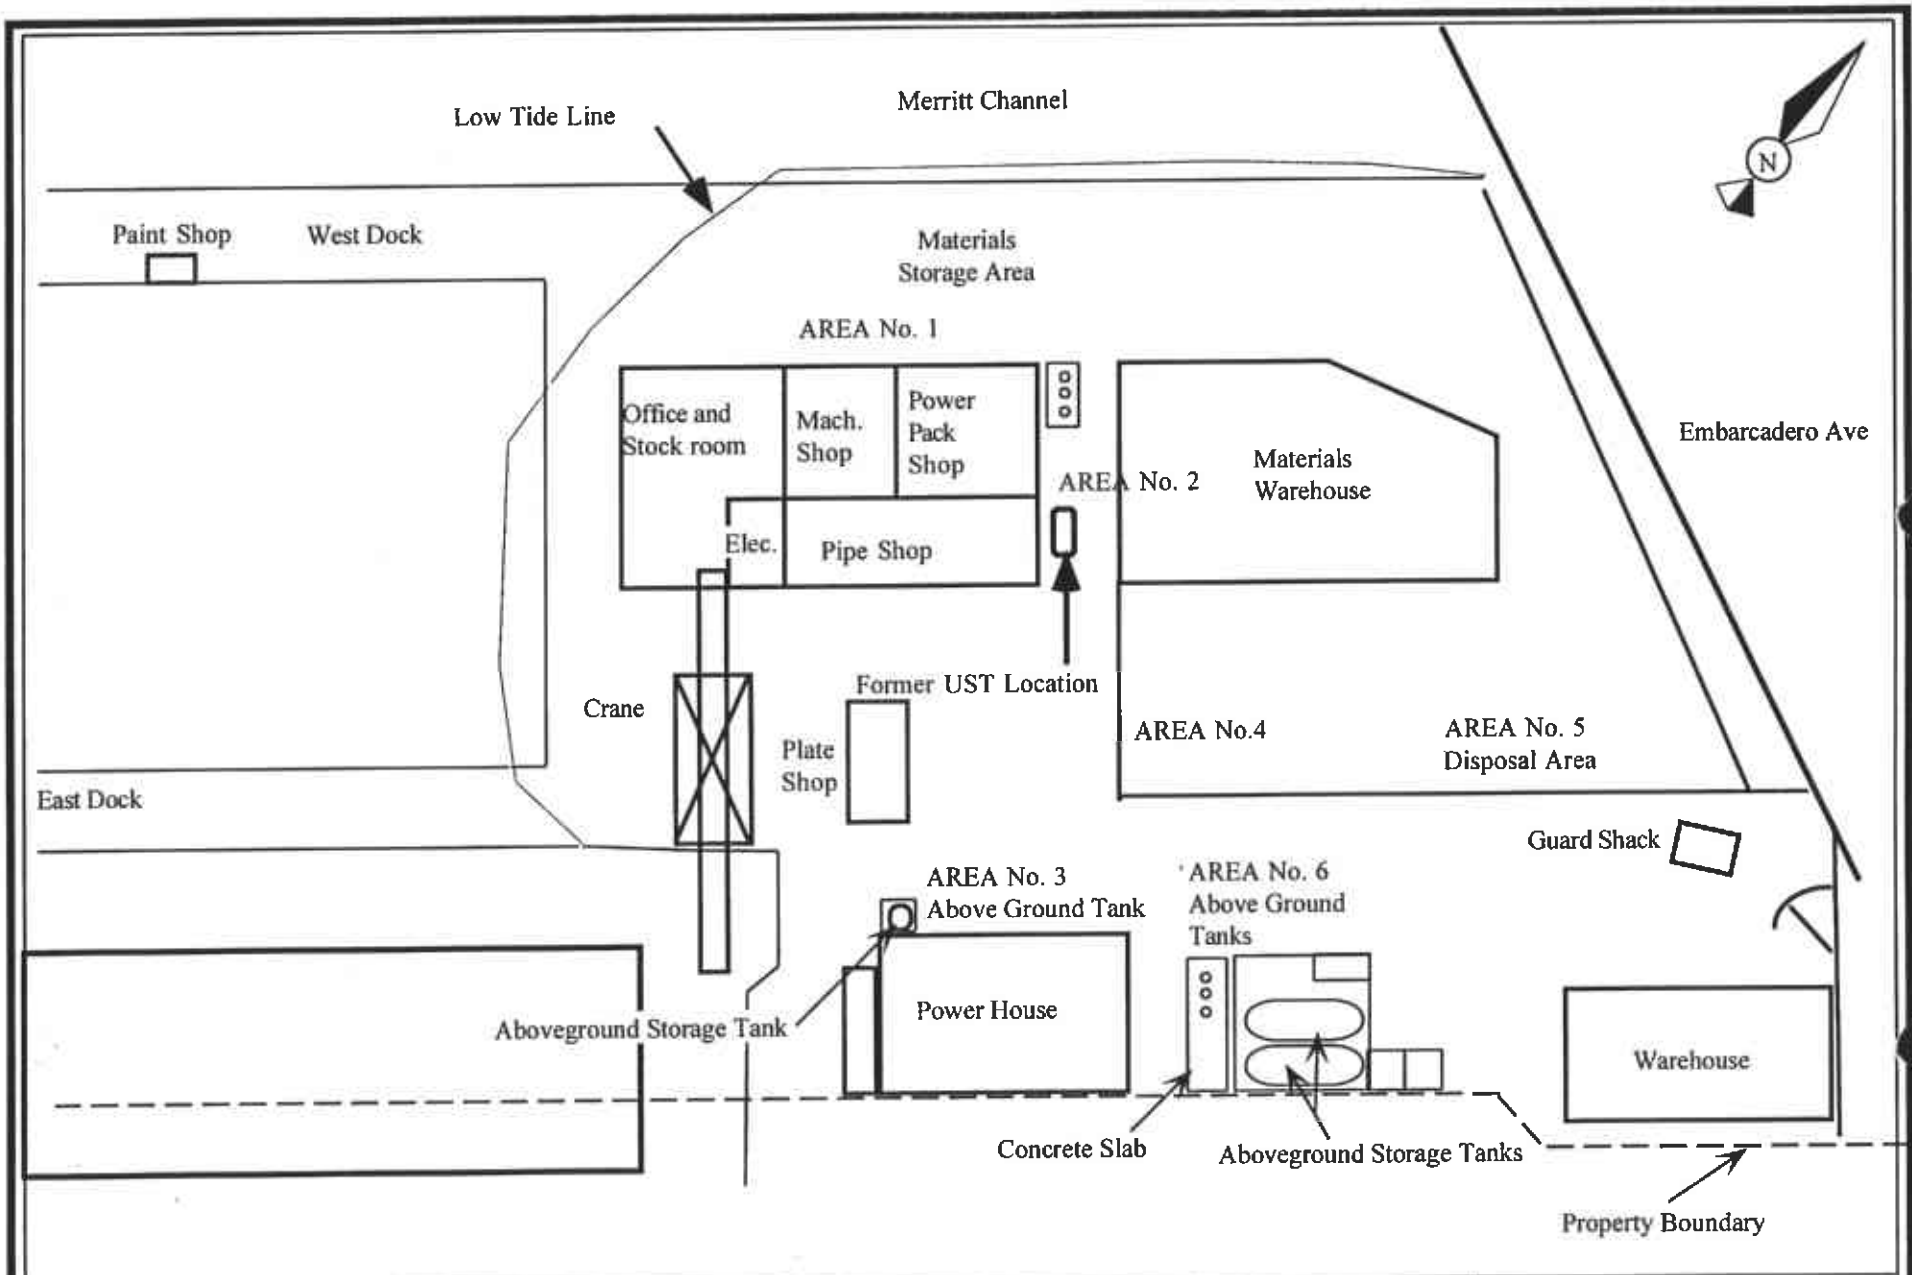 Merritt Channel
Low Tide Line
N
Paint Shop
West Dock
Materials
Storage Area
AREA No. 1
Office and
Stock room
Mach.
Shop
Power
Pack
Shop
AREA No. 2
Materials
Warehouse
Embarcadero Ave
Elec.
Pipe Shop
Former UST Location
Crane
Plate
Shop
AREA No.4
AREA No. 5
Disposal Area
East Dock
Guard Shack
AREA No. 3
Above Ground Tank
AREA No. 6
Above Ground
Tanks
Power House
Aboveground Storage Tank
Warehouse
Concrete Slab
Aboveground Storage Tanks
Property Boundary